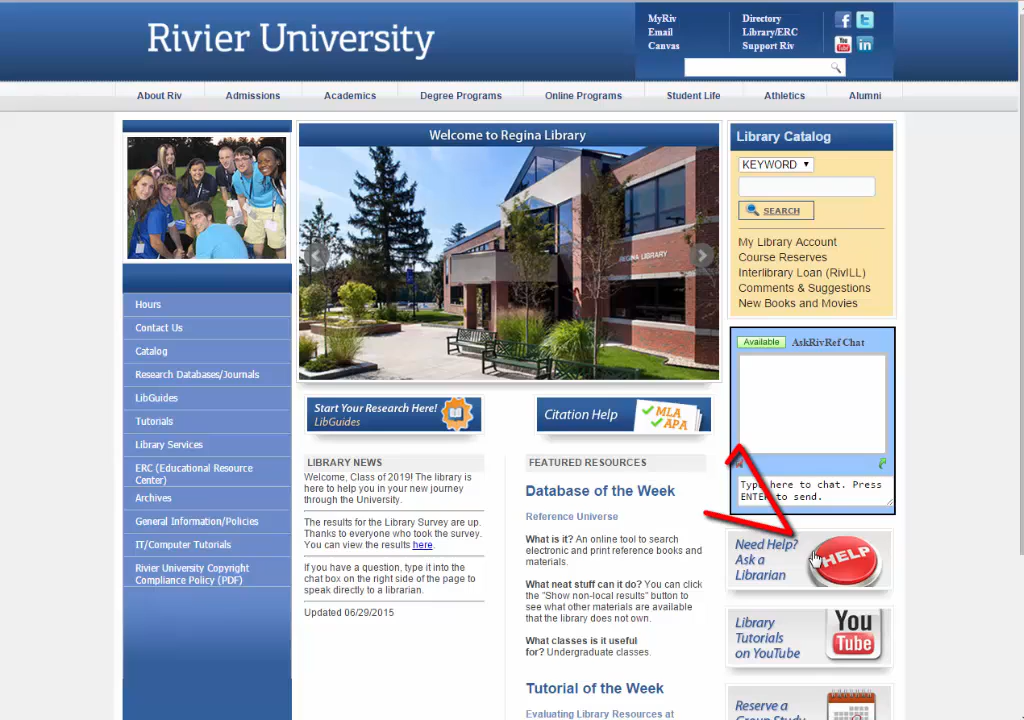 Rivier University
MyRiv
Email
Canvas
Directory
Library/ERC
Support Riv
About Riv
Admissions
Academics
Degree Programs
Online Programs
Student Life
Athletics
Alumni
Hours
Contact Us
Catalog
Research Databases/Journals
LibGuides
Tutorials
Library Services
ERC (Educational Resource
Center)
Archives
General Information/Policies
IT/Computer Tutorials
Rivier University Copyright
Compliance Policy (PDF)
Welcome to Regina Library
REGINA LIBRARY
Start Your Research Here!
LibGuides
Citation Help
MLA
APA
LIBRARY NEWS
Welcome, Class of 2019! The library is
here to help you in your new journey
through the University.
The results for the Library Survey are up.
Thanks to everyone who took the survey.
You can view the results here.
If you have a question, type it into the
chat box on the right side of the page to
speak directly to a librarian.
Updated 06/29/2015
FEATURED RESOURCES
Database of the Week
Reference Universe
What is it? An online tool to search
electronic and print reference books and
materials.
What neat stuff can it do? You can click
the "Show non-local results" button to
see what other materials are available
that the library does not own.
What classes is it useful
for? Undergraduate classes.
Tutorial of the Week
Evaluating Library Resources at
Library Catalog
KEYWORD
SEARCH
My Library Account
Course Reserves
Interlibrary Loan (RivILL)
Comments & Suggestions
New Books and Movies
Available AskRivRef Chat
Type here to chat. Press
ENTER to send.
Need Help?
Ask a
Librarian
HELP
Library
Tutorials
on YouTube
You
Tube
Reserve a
Group Study